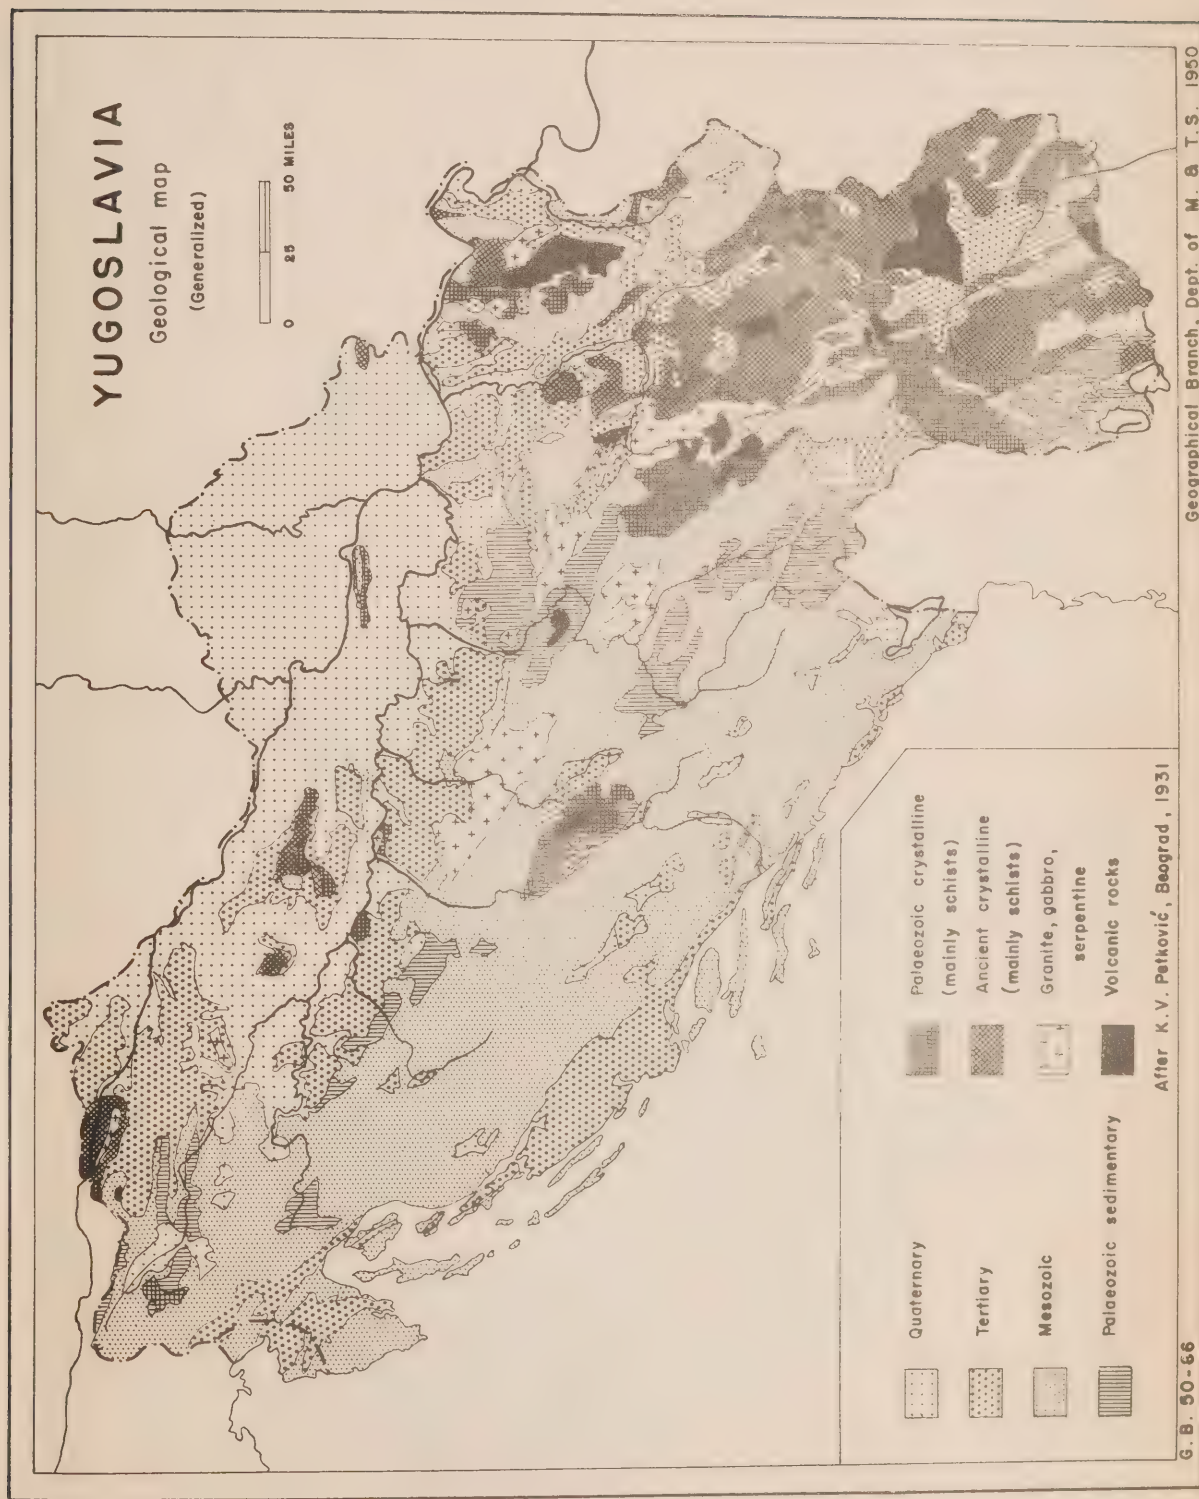 YUGOSLAVIA
Geological map
(Generalized)
0 25 50 MILES
Quaternary
Tertiary
Mesozoic
Palaeozoic sedimentary
Palaeozoic crystalline
(mainly schists)
Ancient crystalline
(mainly schists)
Granite, gabbro,
serpentine
Volcanic rocks
After K.V. Petković, Beograd, 1931
G. B. 50-66
Geographical Branch, Dept. of M. & T.S. 1950